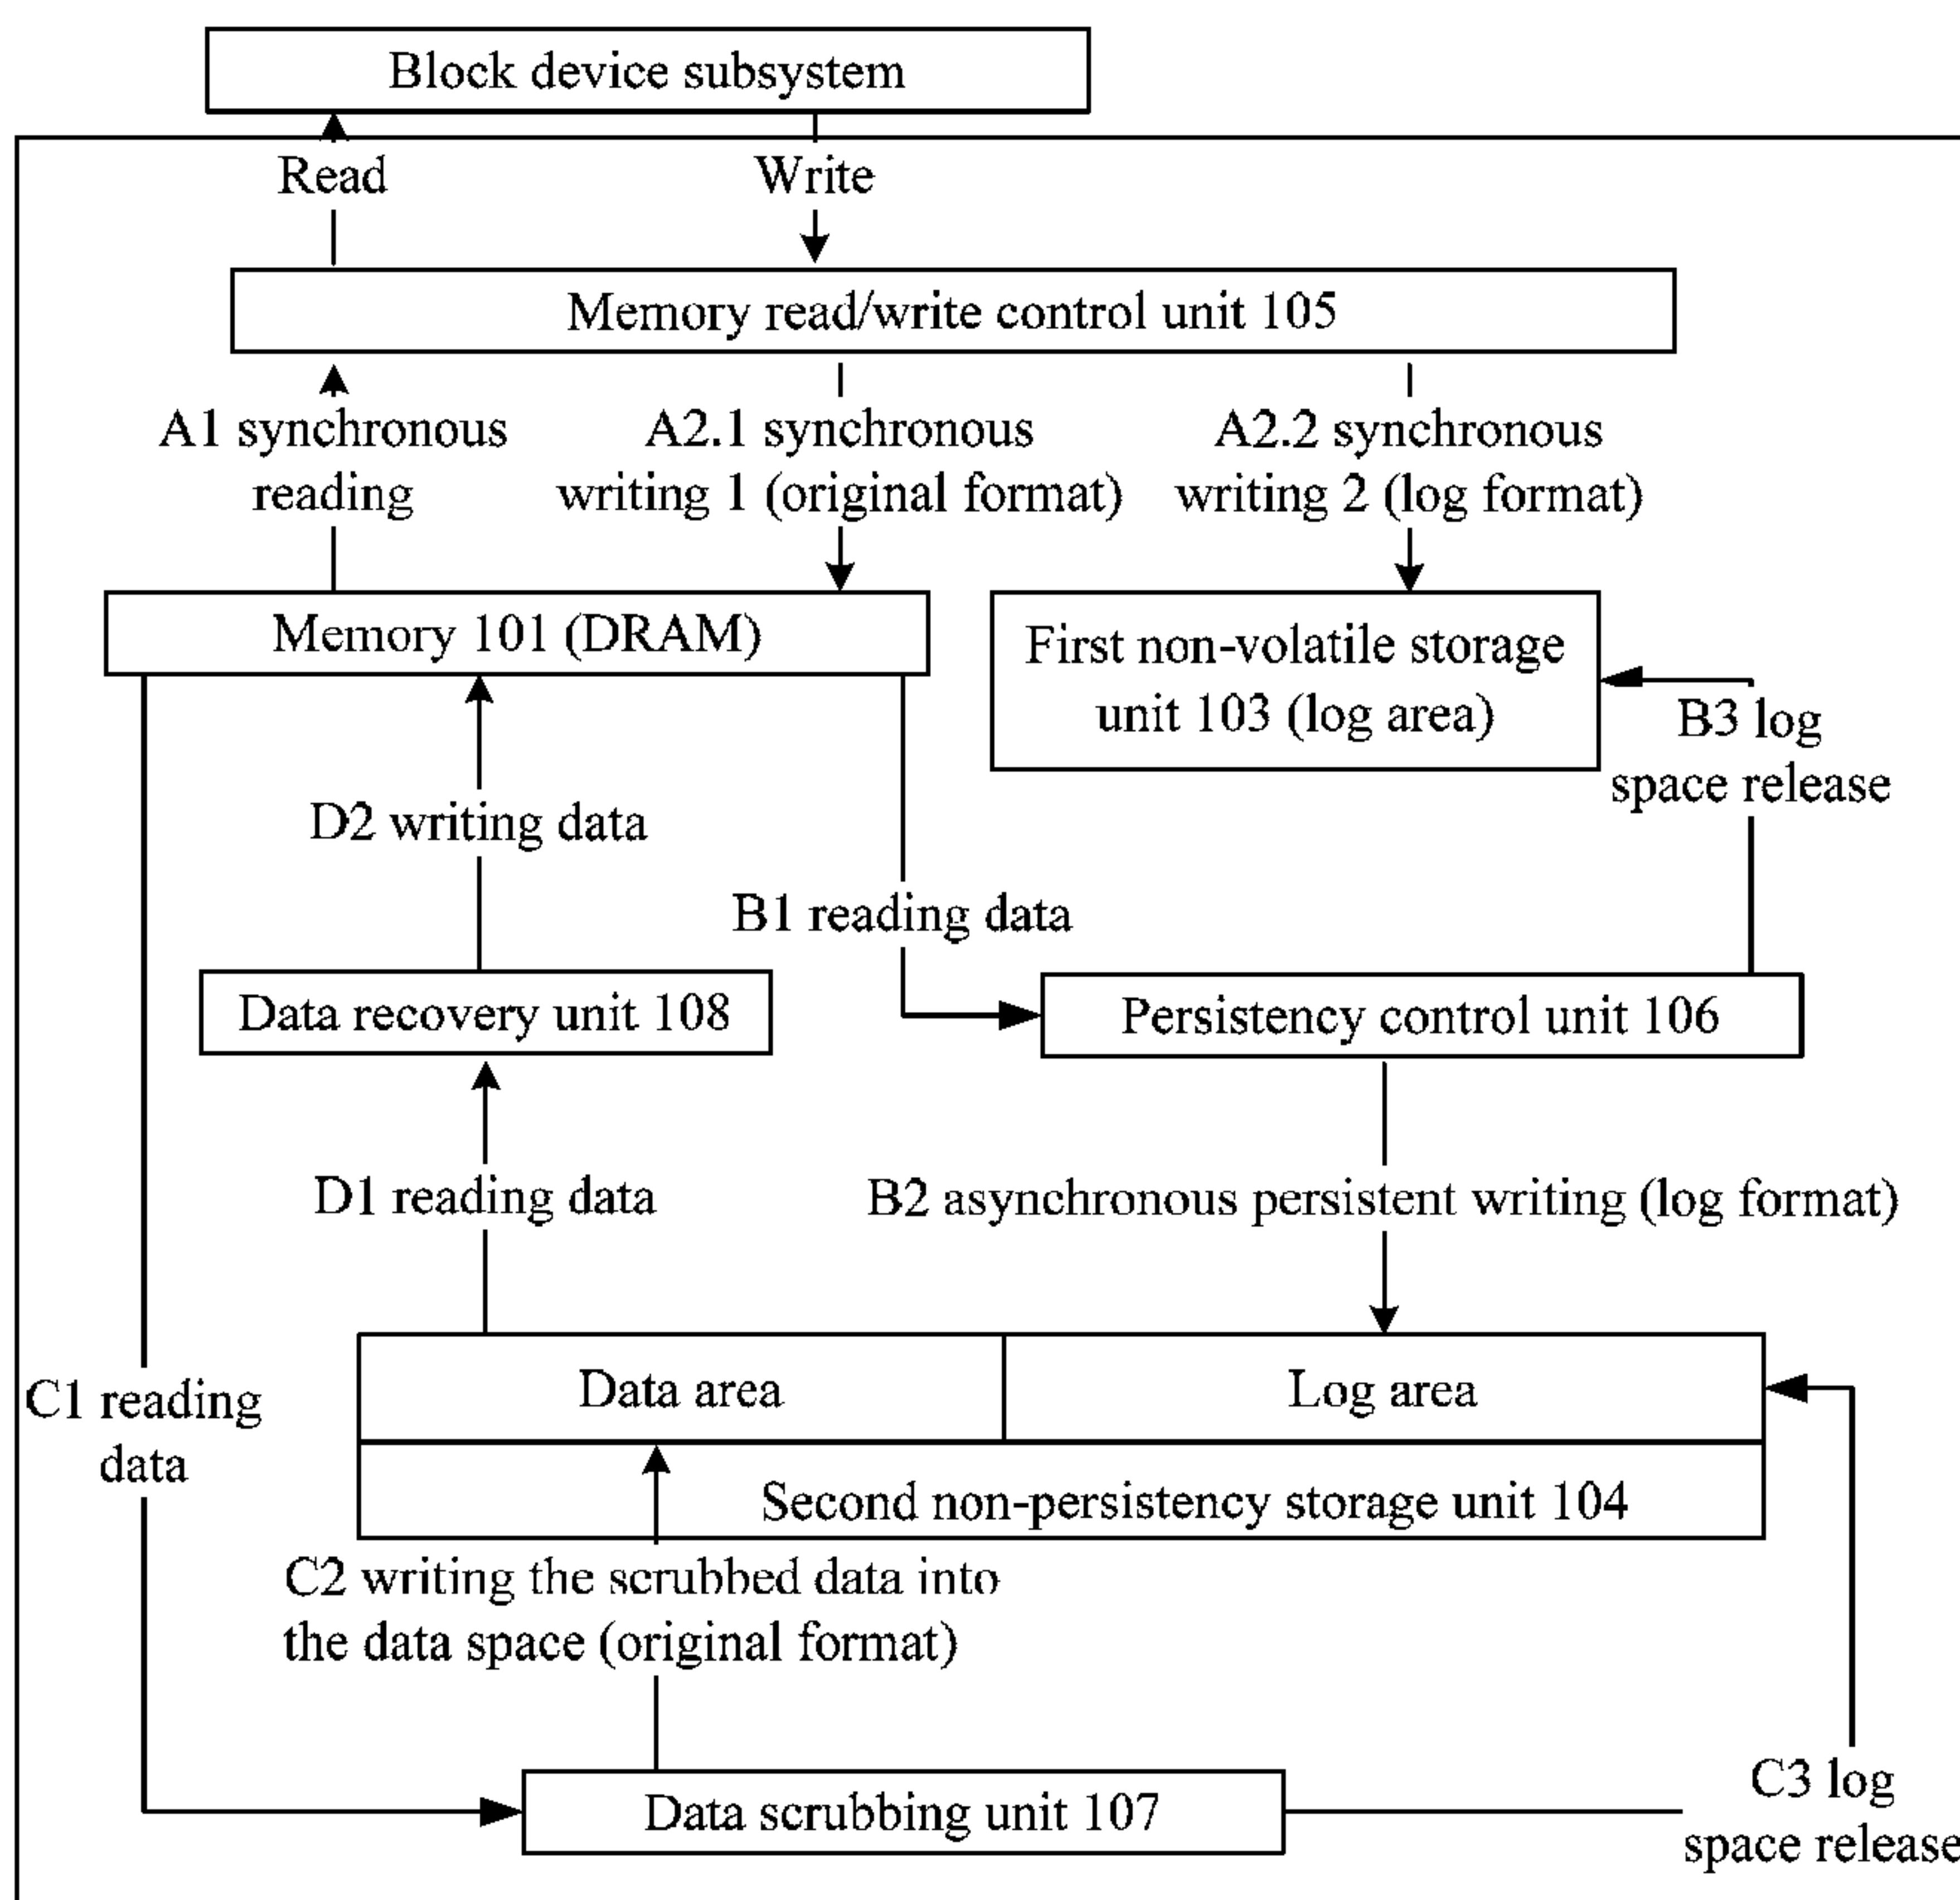 Block device subsystem
Read
Write
Memory read/write control unit 105
A1 synchronous
reading
A2.1 synchronous
writing 1 (original format)
A2.2 synchronous
writing 2 (log format)
Memory 101 (DRAM)
First non-volatile storage
unit 103 (log area)
B3 log
space release
D2 writing data
B1 reading data
Data recovery unit 108
Persistency control unit 106
D1 reading data
B2 asynchronous persistent writing (log format)
Data area
Log area
C1 reading
data
Second non-persistency storage unit 104
C2 writing the scrubbed data into
the data space (original format)
Data scrubbing unit 107
C3 log
space release